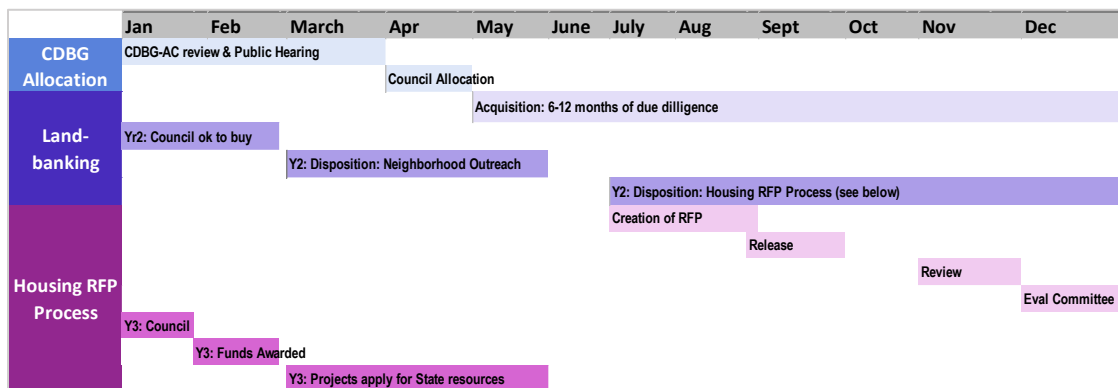 Jan Feb March Apr May June July Aug Sept Oct Nov Dec
CDBG
Allocation
CDBG-AC review & Public Hearing
Council Allocation
Land-
banking
Acquisition: 6-12 months of due dilligence
Yr2: Council ok to buy
Y2: Disposition: Neighborhood Outreach
Y2: Disposition: Housing RFP Process (see below)
Housing RFP
Process
Creation of RFP
Release
Review
Eval Committee
Y3: Council
Y3: Funds Awarded
Y3: Projects apply for State resources